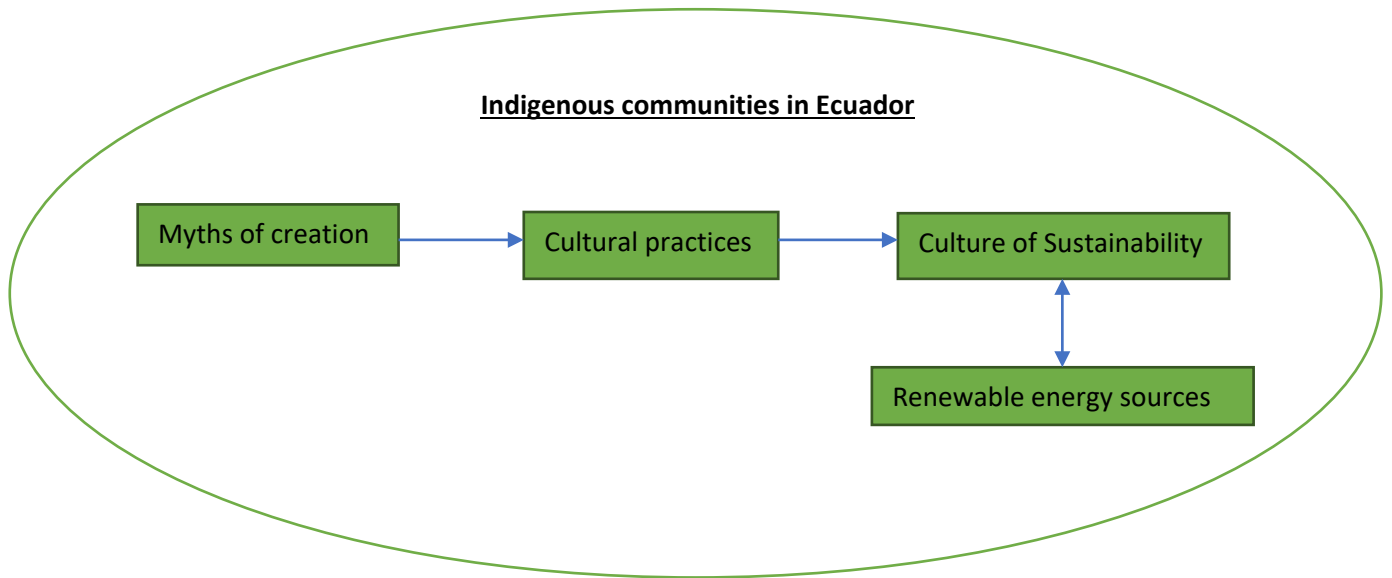 Indigenous communities in Ecuador
Myths of creation
Cultural practices
Culture of Sustainability
Renewable energy sources